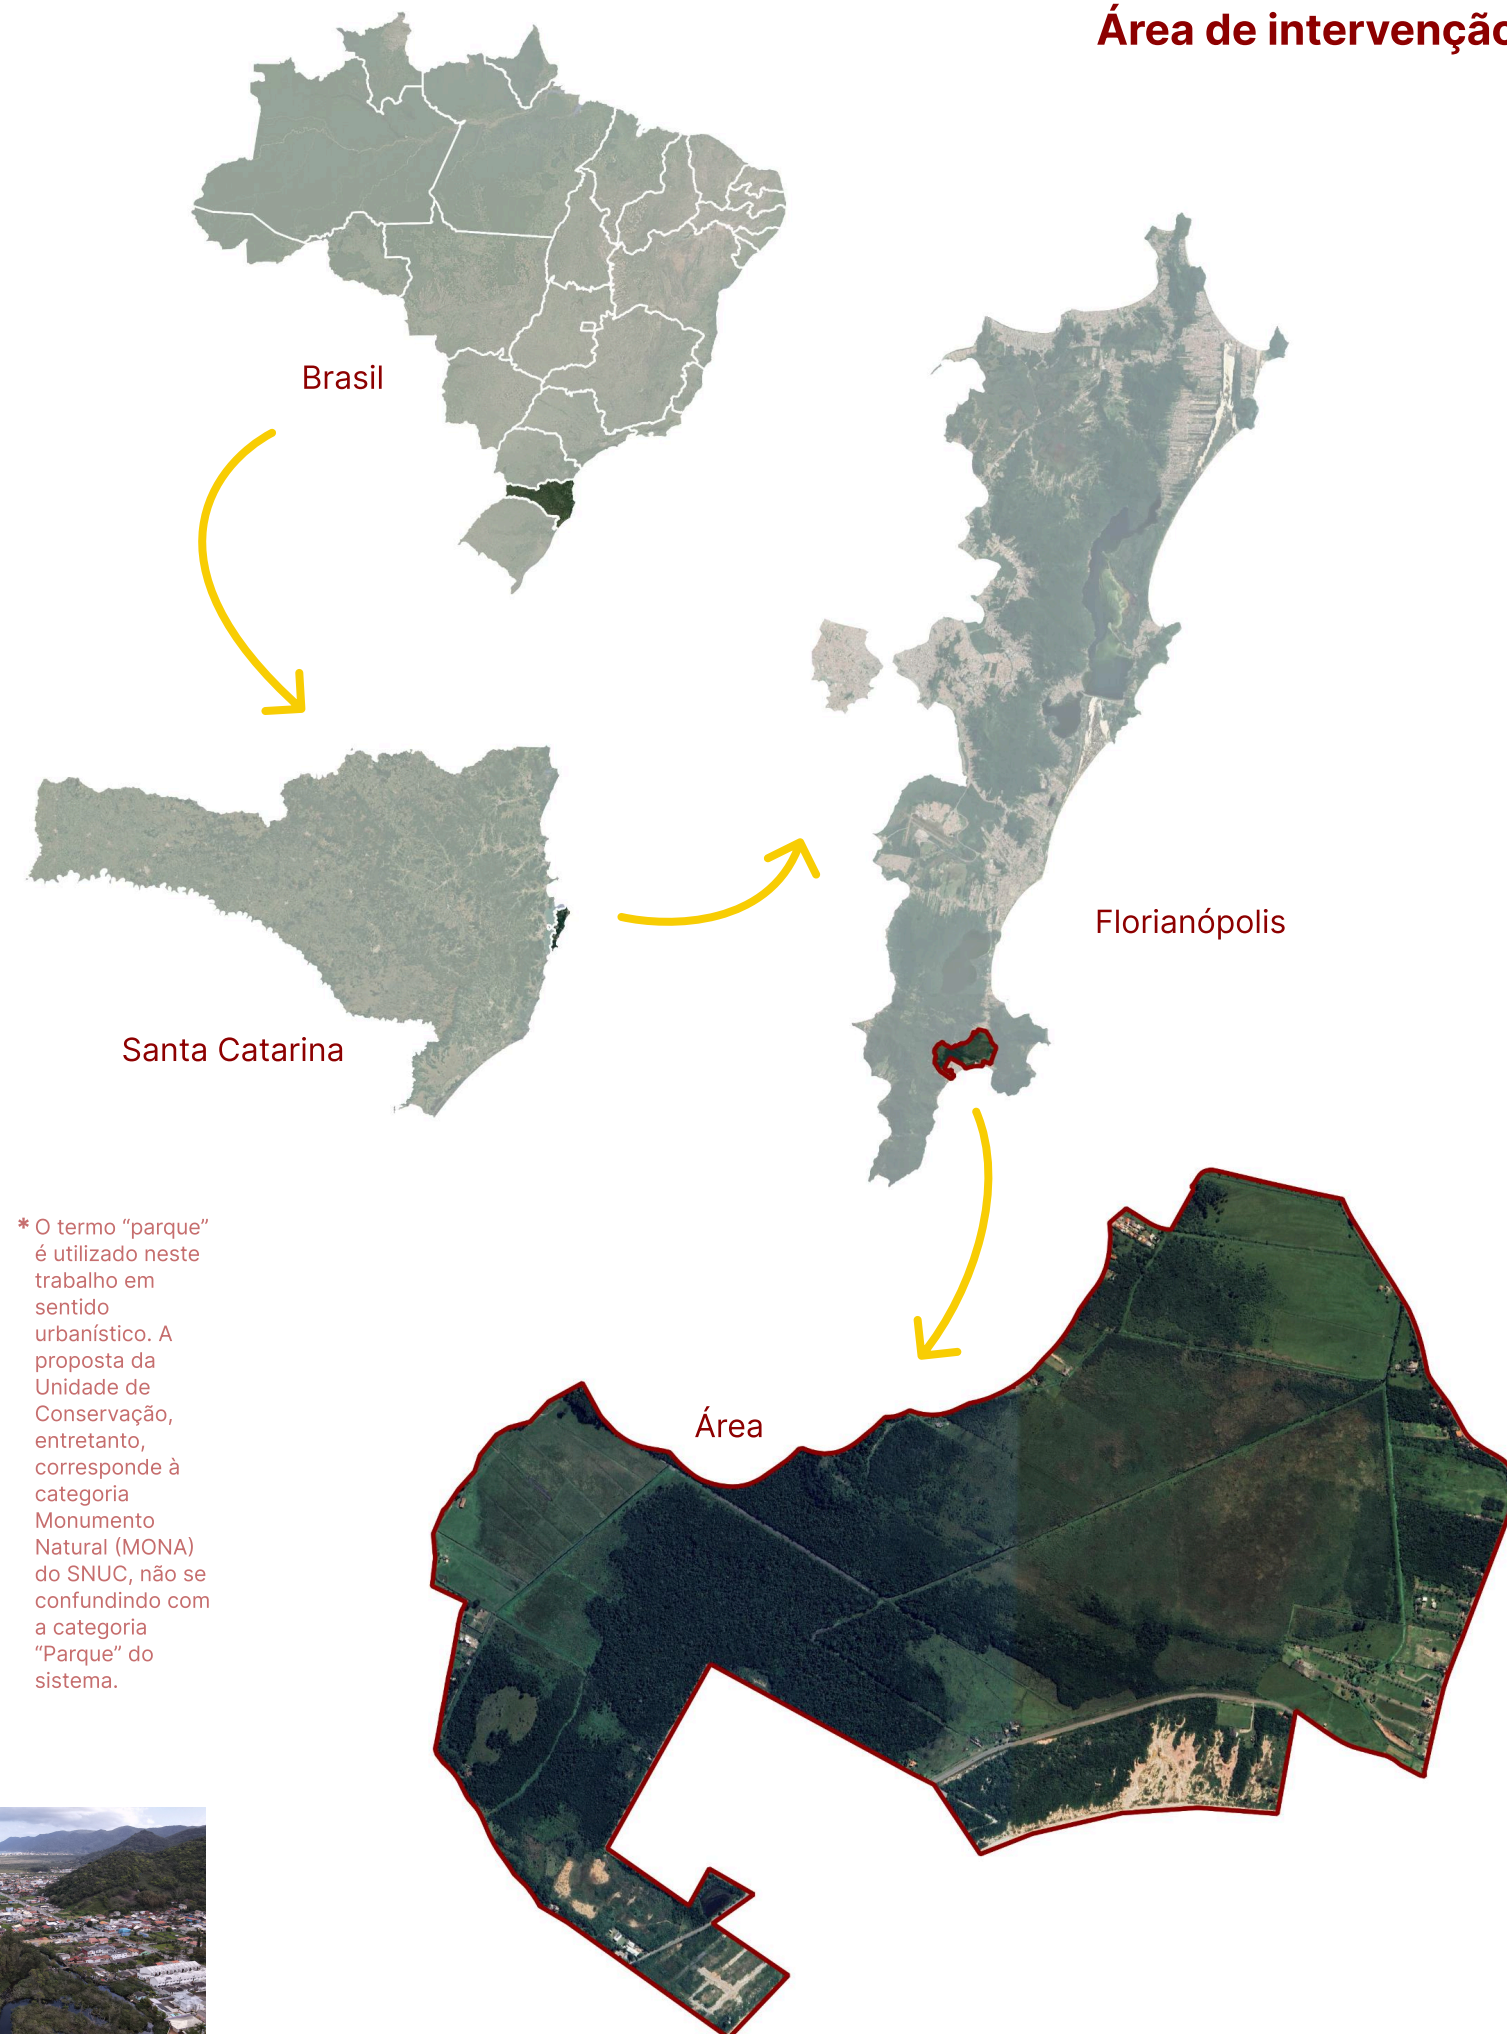 Área de intervenção
Brasil
Florianópolis
Santa Catarina
* O termo “parque”
é utilizado neste
trabalho em
sentido
urbanístico. A
proposta da
Unidade de
Conservação,
entretanto,
corresponde à
categoria
Monumento
Natural (MONA)
do SNUC, não se
confundindo com
a categoria
“Parque” do
sistema.
Área